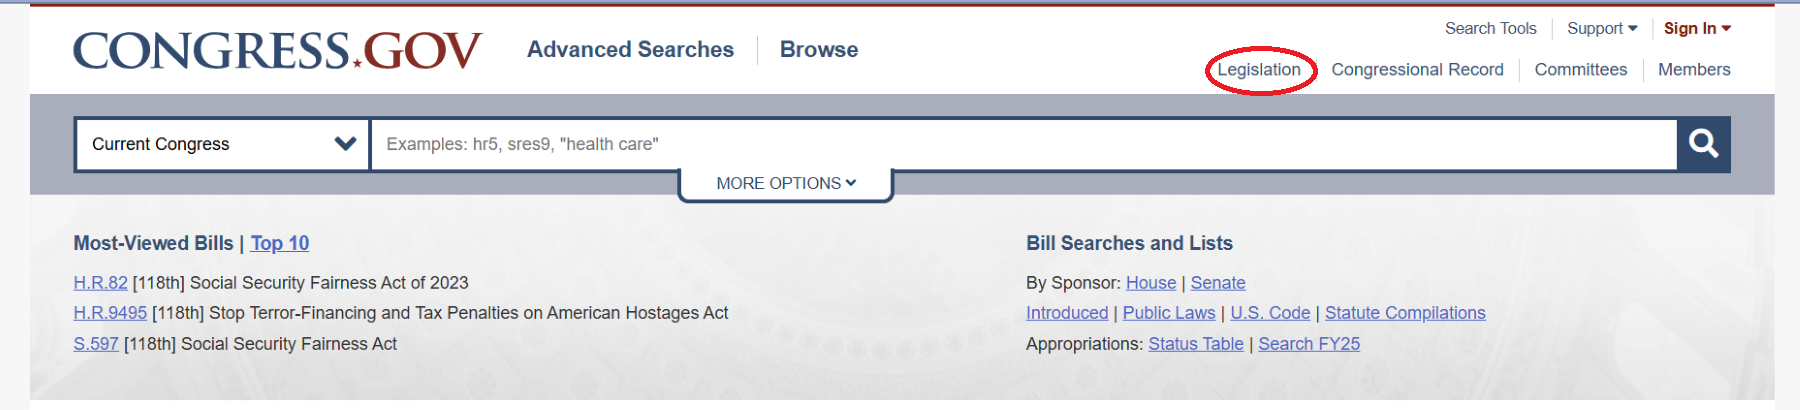 CONGRESS.GOV
Advanced Searches
Browse
Search Tools
Support
Sign In
Legislation
Congressional Record
Committees
Members
Current Congress
Examples: hr5, sres9, "health care"
MORE OPTIONS
Most-Viewed Bills | Top 10
H.R.82 [118th] Social Security Fairness Act of 2023
H.R.9495 [118th] Stop Terror-Financing and Tax Penalties on American Hostages Act
S.597 [118th] Social Security Fairness Act
Bill Searches and Lists
By Sponsor: House | Senate
Introduced | Public Laws | U.S. Code | Statute Compilations
Appropriations: Status Table | Search FY25